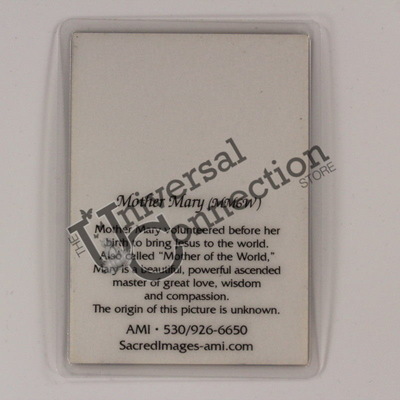 Mother Mary (MM6W)
Mother Mary volunteered before her
birth to bring Jesus to the world.
Also called "Mother of the World,"
Mary is a beautiful, powerful ascended
master of great love, wisdom
and compassion.
The origin of this picture is unknown.
AMI • 530/926-6650
SacredImages-ami.com
THE Universal
Connection
STORE